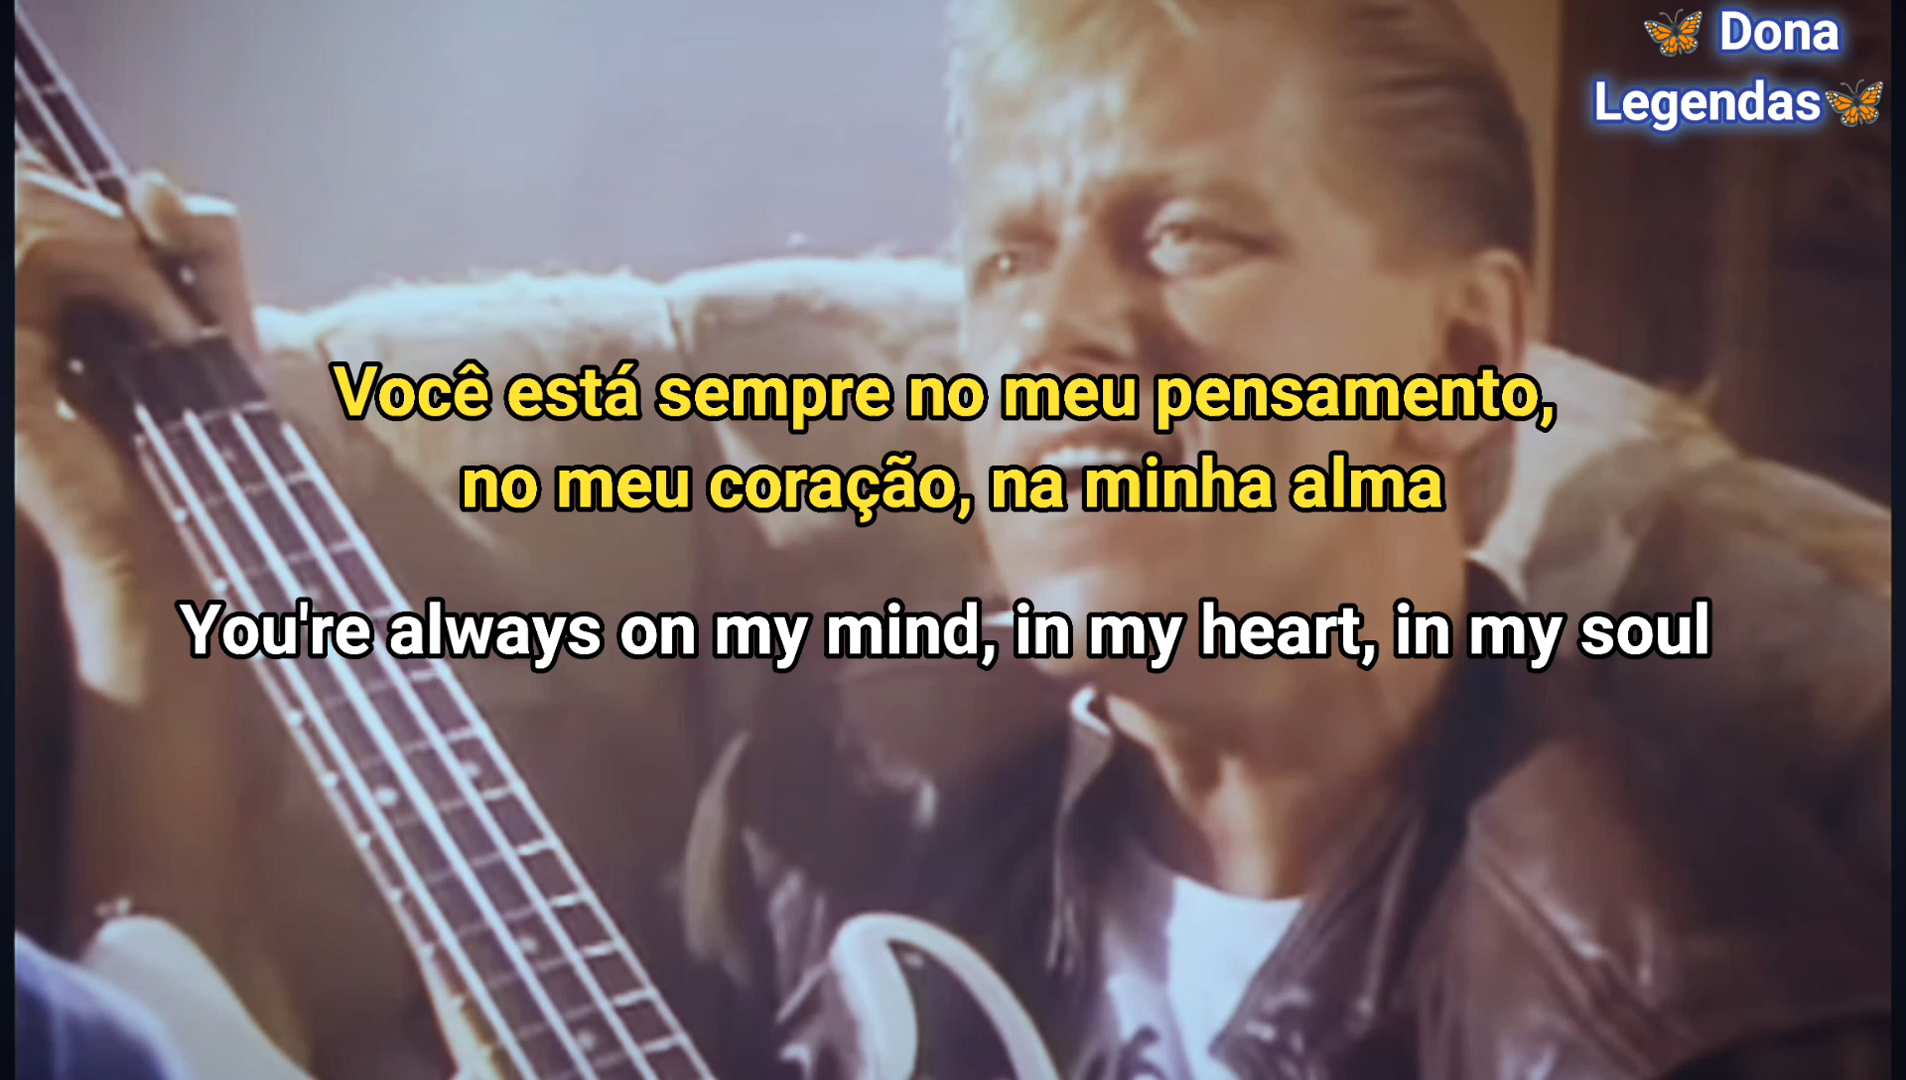 Dona
Legendas
Você está sempre no meu pensamento,
no meu coração, na minha alma
You're always on my mind, in my heart, in my soul